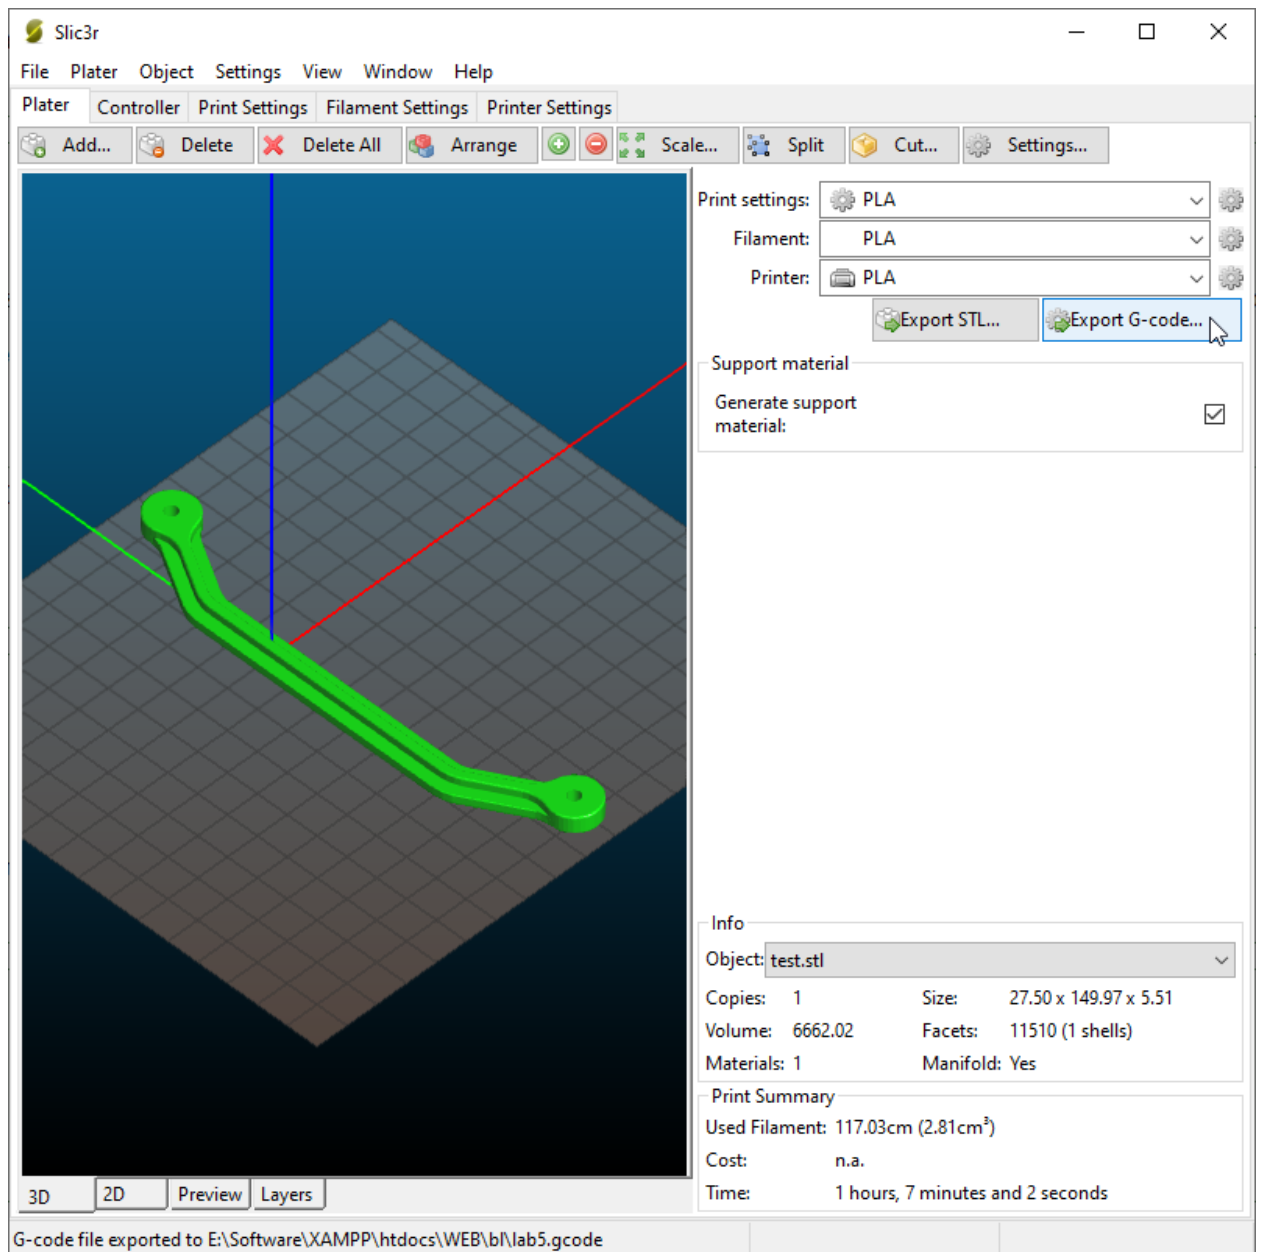 Slic3r
File Plater Object Settings View Window Help
Plater Controller Print Settings Filament Settings Printer Settings
Add... Delete Delete All Arrange Scale... Split Cut... Settings...
Print settings: PLA
Filament: PLA
Printer: PLA
Export STL... Export G-code...
Support material
Generate support
material:
Info
Object: test.stl
Copies: 1 Size: 27.50 x 149.97 x 5.51
Volume: 6662.02 Facets: 11510 (1 shells)
Materials: 1 Manifold: Yes
Print Summary
Used Filament: 117.03cm (2.81cm³)
Cost: n.a.
Time: 1 hours, 7 minutes and 2 seconds
3D 2D Preview Layers
G-code file exported to E:\Software\XAMPP\htdocs\WEB\bl\lab5.gcode